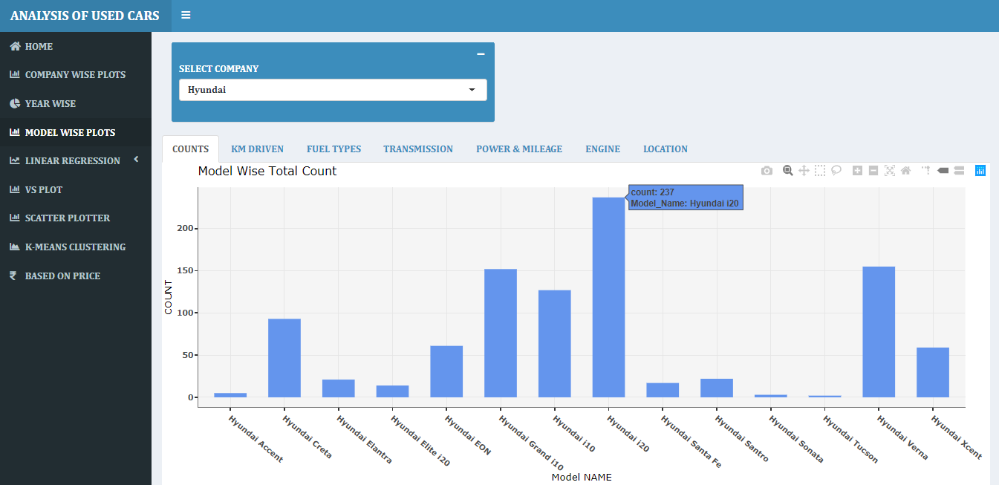 ANALYSIS OF USED CARS
HOME
COMPANY WISE PLOTS
YEAR WISE
MODEL WISE PLOTS
LINEAR REGRESSION
VS PLOT
SCATTER PLOTTER
K-MEANS CLUSTERING
BASED ON PRICE
SELECT COMPANY
Hyundai
COUNTS KM DRIVEN FUEL TYPES TRANSMISSION POWER & MILEAGE ENGINE LOCATION
Model Wise Total Count
count: 237
Model_Name: Hyundai i20
200
150
100
50
0
COUNT
Hyundai Accent
Hyundai Creta
Hyundai Elantra
Hyundai Elite i20
Hyundai EON
Hyundai Grand i10
Hyundai i10
Hyundai i20
Hyundai Santa Fe
Hyundai Santro
Hyundai Sonata
Hyundai Tucson
Hyundai Verna
Hyundai Xcent
Model NAME